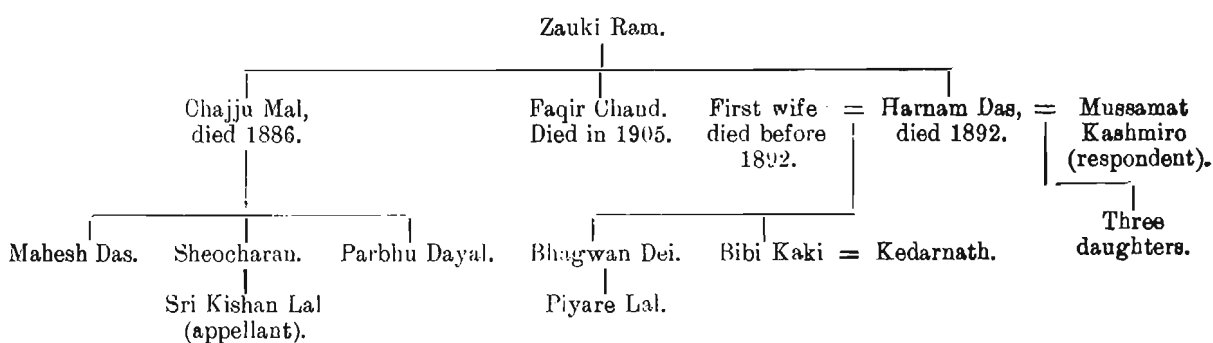 Zauki Ram.
Chajju Mal, Faqir Chand. First wife = Harnam Das, = Mussamat
died 1886. Died in 1905. died before died 1892. Kashmiro
1892. (respondent).
Three
Mahesh Das. Sheocharan. Parbhu Dayal. Bhagwan Dei. Bibi Kaki = Kedarnath. daughters.
Sri Kishan Lal Piyare Lal.
(appellant).